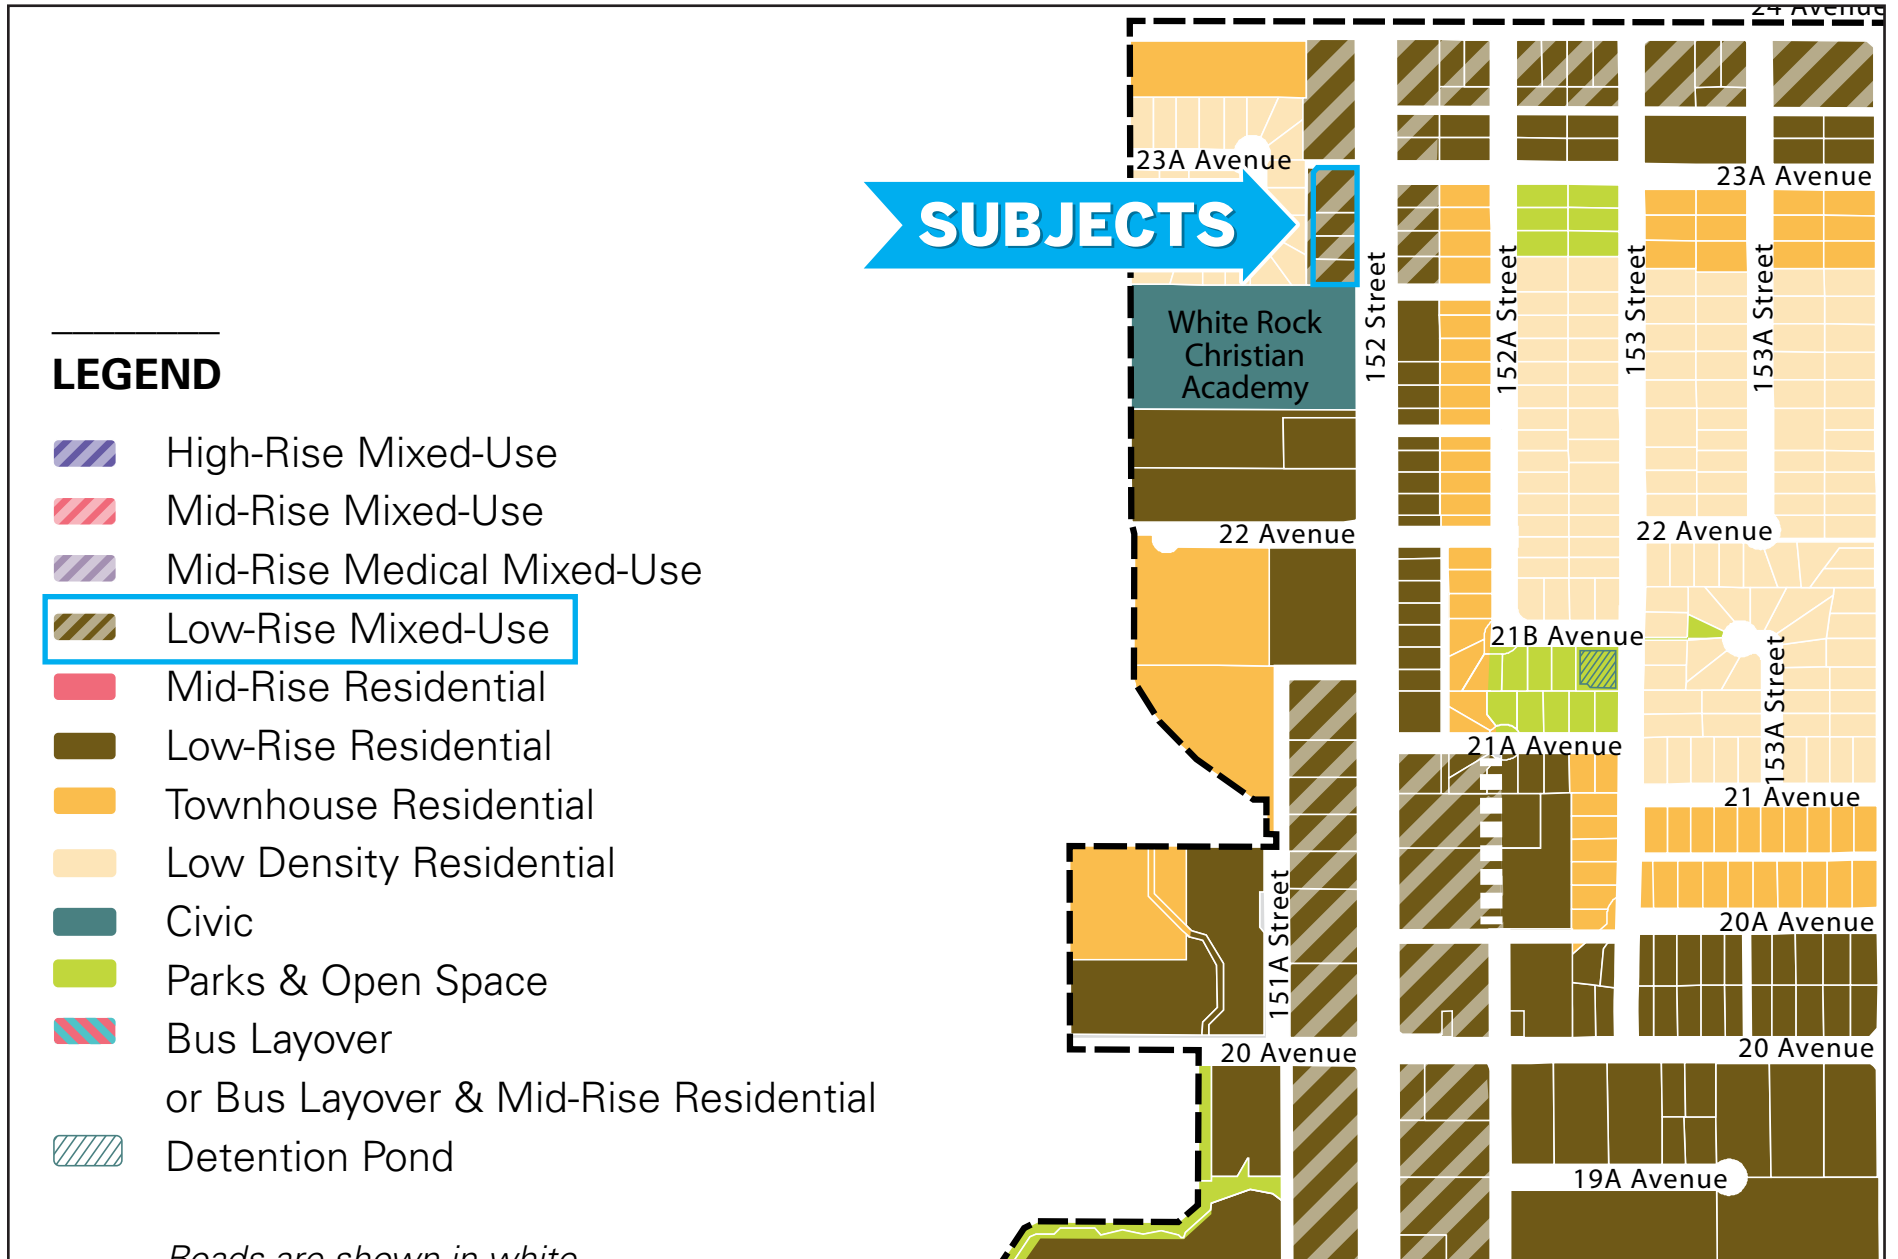 24 Avenue
23A Avenue
23A Avenue
SUBJECTS
152 Street
152A Street
153 Street
153A Street
White Rock
Christian
Academy
LEGEND
High-Rise Mixed-Use
Mid-Rise Mixed-Use
Mid-Rise Medical Mixed-Use
Low-Rise Mixed-Use
Mid-Rise Residential
Low-Rise Residential
Townhouse Residential
Low Density Residential
Civic
Parks & Open Space
Bus Layover
or Bus Layover & Mid-Rise Residential
Detention Pond
Roads are shown in white
22 Avenue
22 Avenue
21B Avenue
153A Street
21A Avenue
21 Avenue
151A Street
20A Avenue
20 Avenue
20 Avenue
19A Avenue